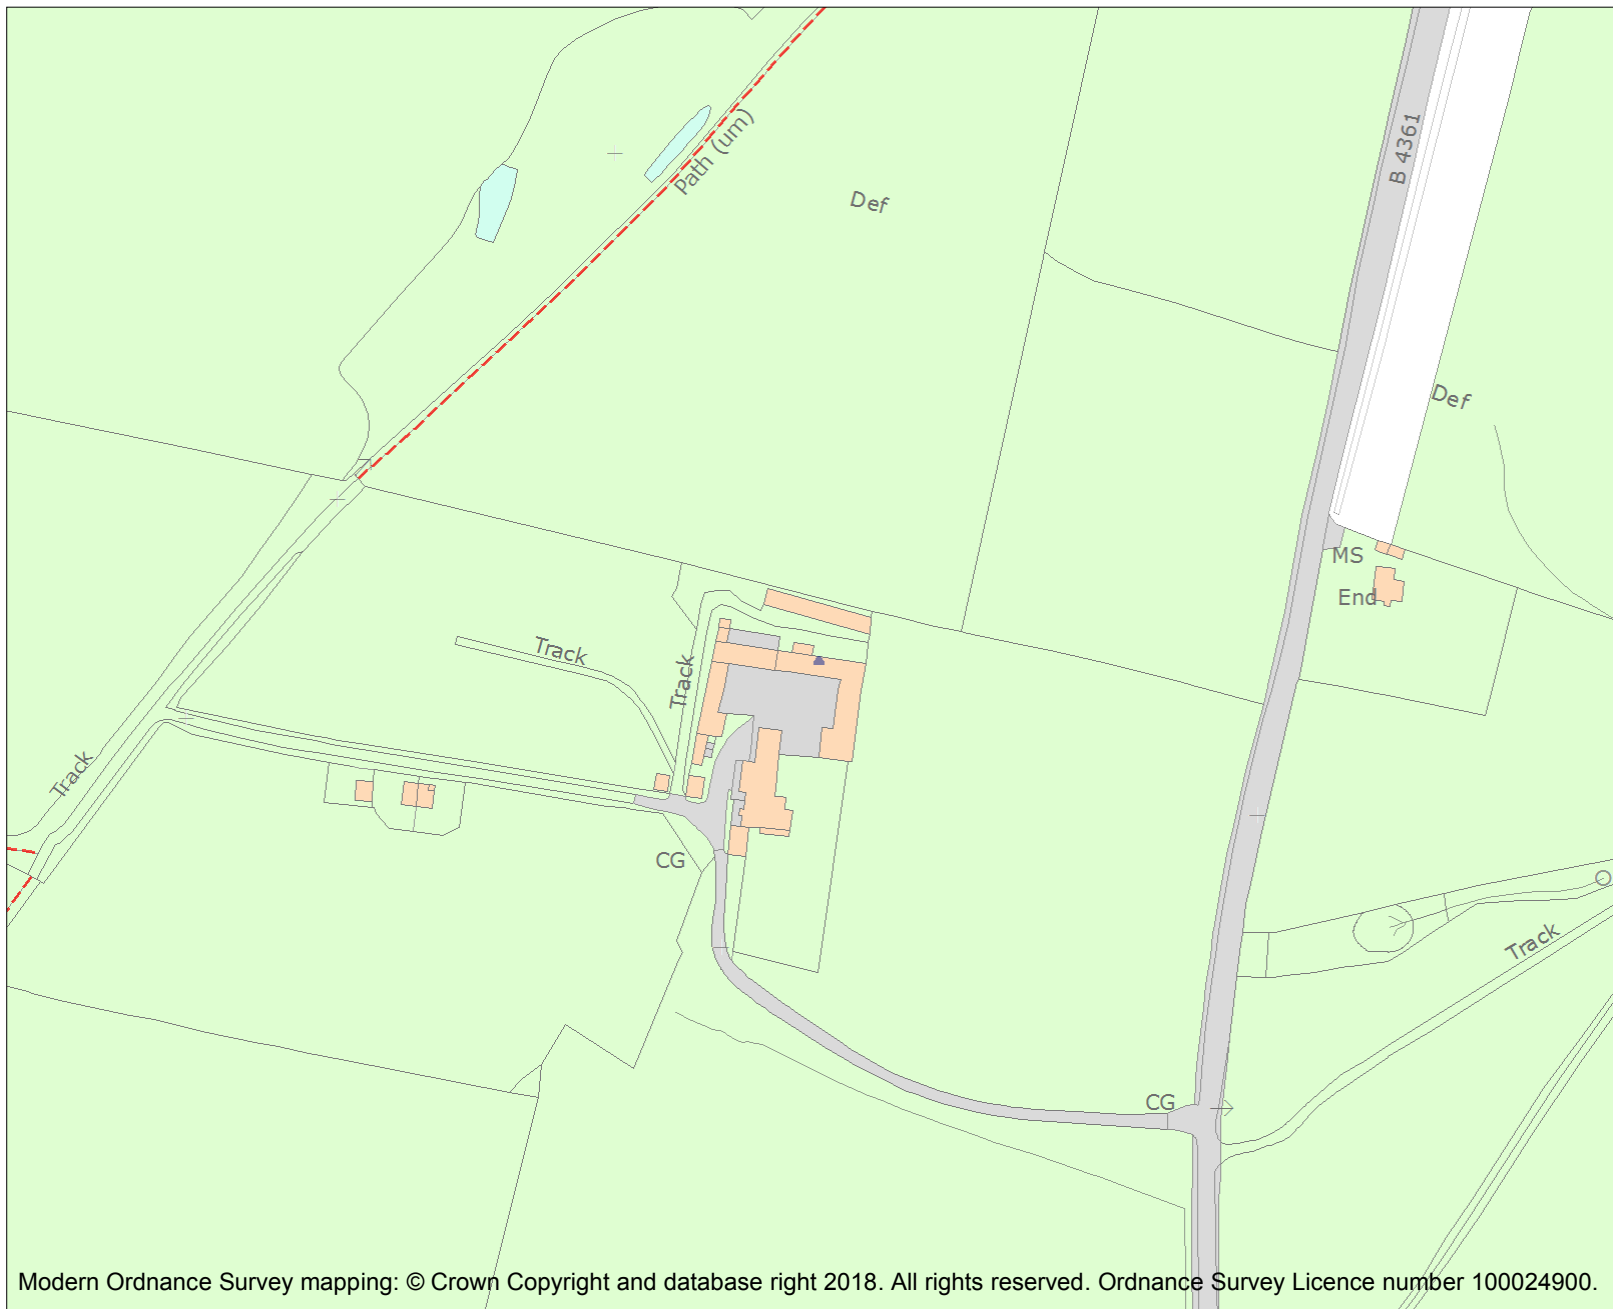 B 4361
Path (um)
Def
Def
MS
End
Track
Track
Track
CG
Track
CG
Modern Ordnance Survey mapping: © Crown Copyright and database right 2018. All rights reserved. Ordnance Survey Licence number 100024900.